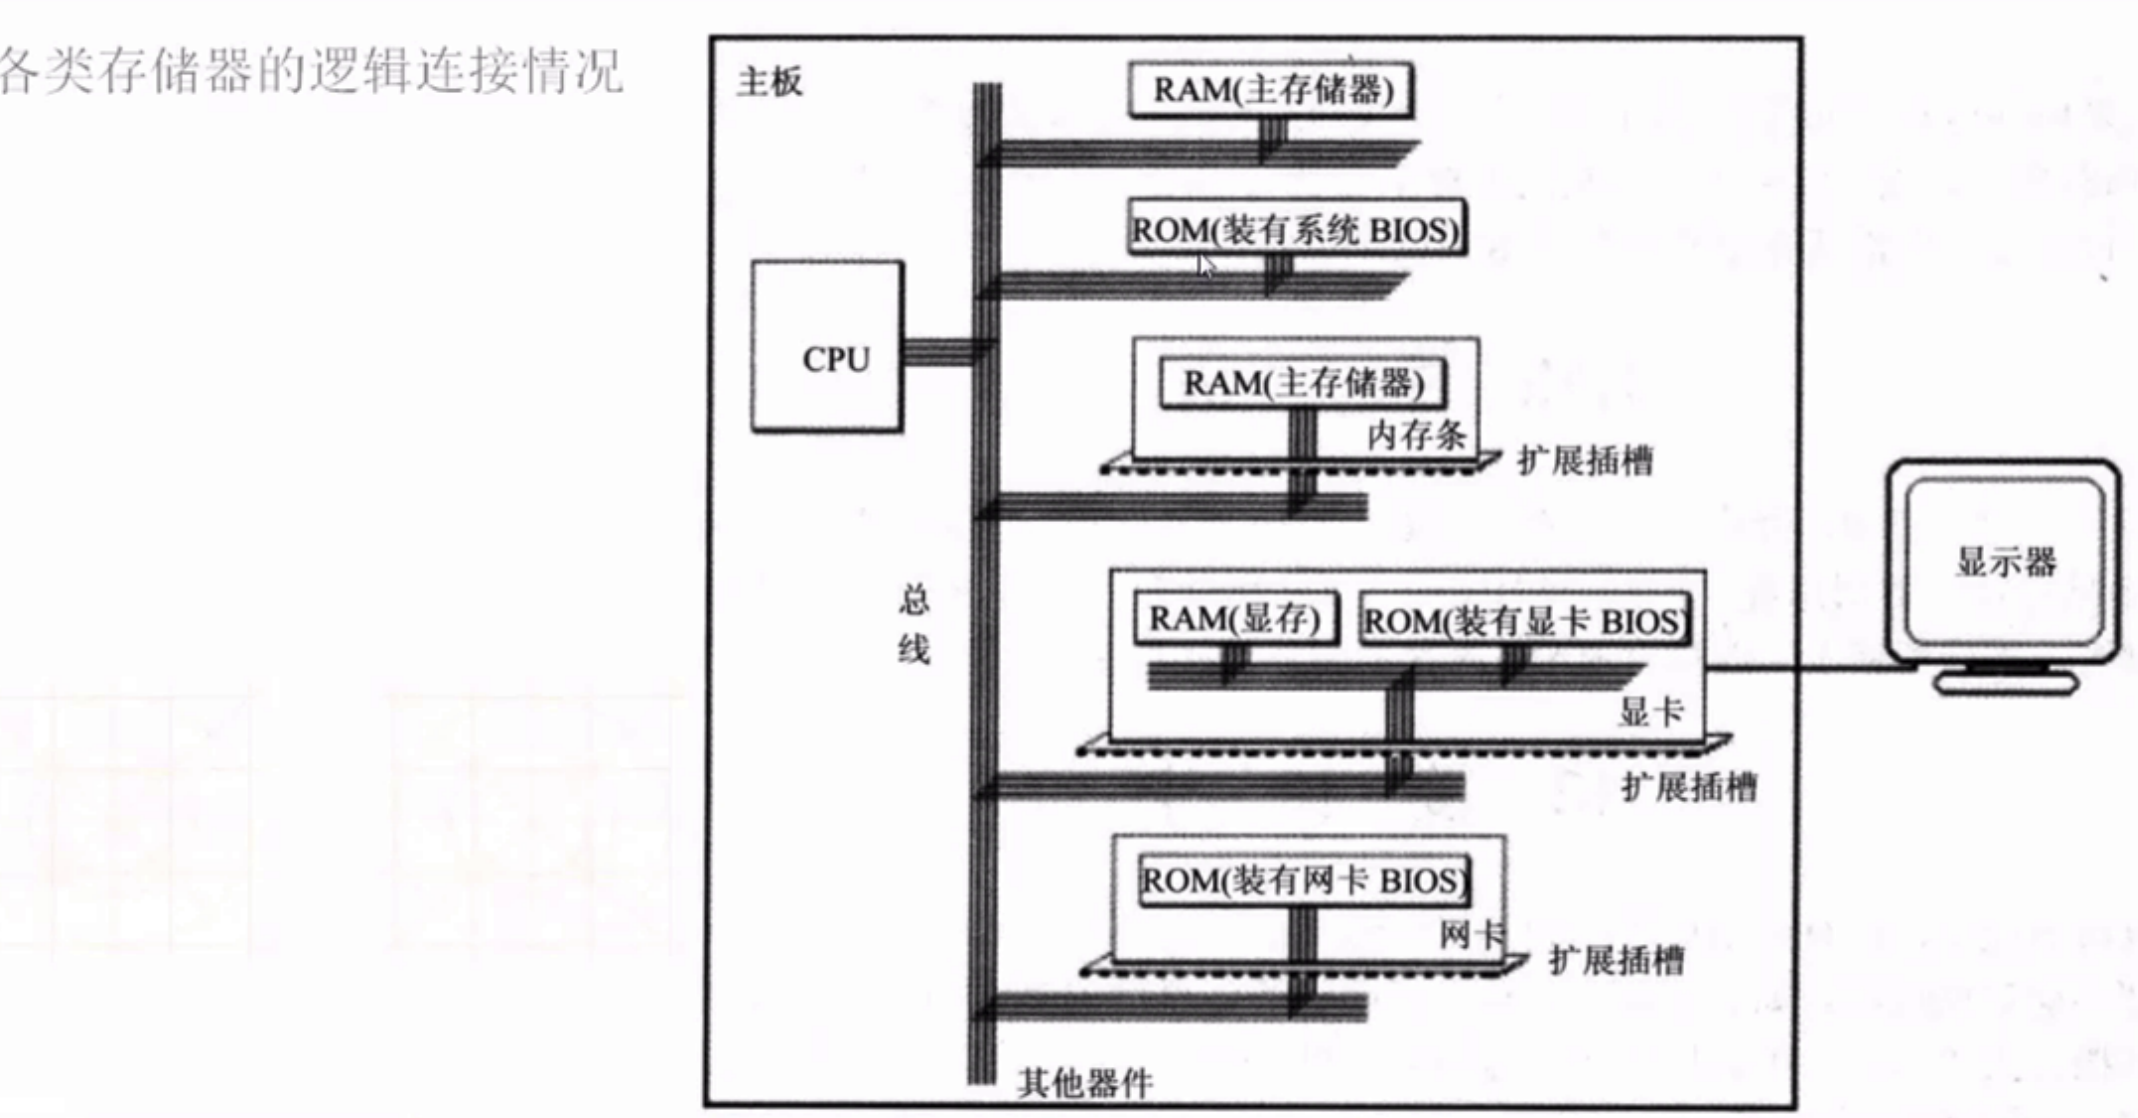 各类存储器的逻辑连接情况
主板
RAM(主存储器)
ROM(装有系统 BIOS)
CPU
RAM(主存储器)
内存条
扩展插槽
总
线
RAM(显存)
ROM(装有显卡 BIOS)
显卡
扩展插槽
显示器
ROM(装有网卡 BIOS)
网卡
扩展插槽
其他器件